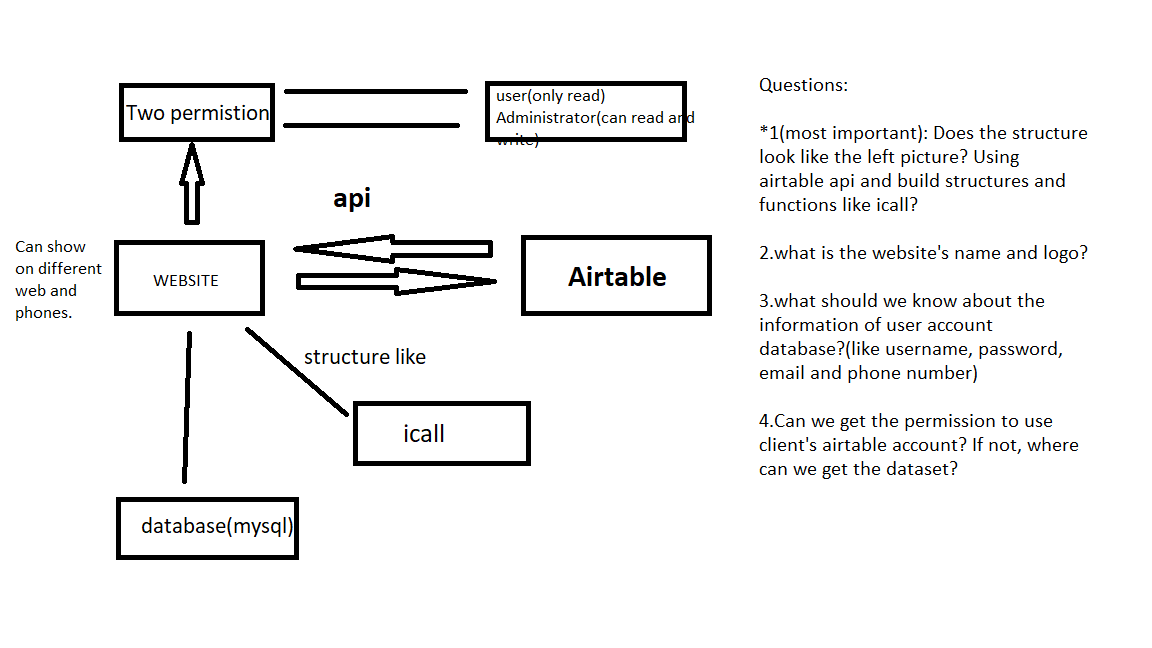 Two permistion
user(only read)
Administrator(can read and
write)
api
Can show
on different
web and
phones.
WEBSITE
Airtable
structure like
icall
database(mysql)
Questions:
*1(most important): Does the structure
look like the left picture? Using
airtable api and build structures and
functions like icall?
2.what is the website's name and logo?
3.what should we know about the
information of user account
database?(like username, password,
email and phone number)
4.Can we get the permission to use
client's airtable account? If not, where
can we get the dataset?